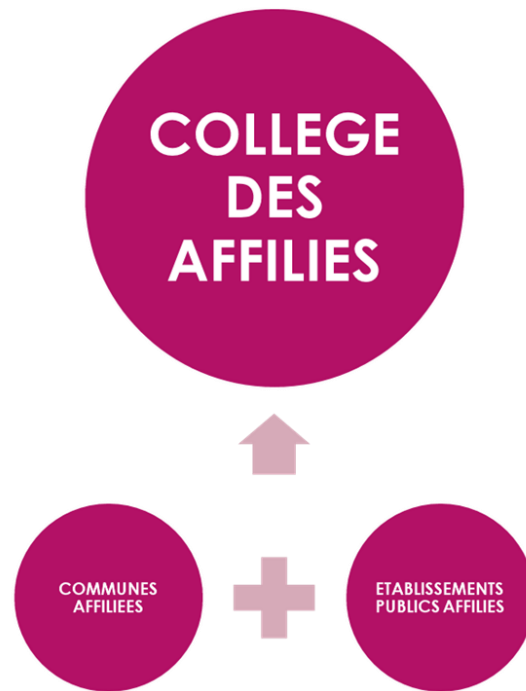 COLLEGE
DES
AFFILIES
COMMUNES
AFFILIEES
ETABLISSEMENTS
PUBLICS AFFILIES